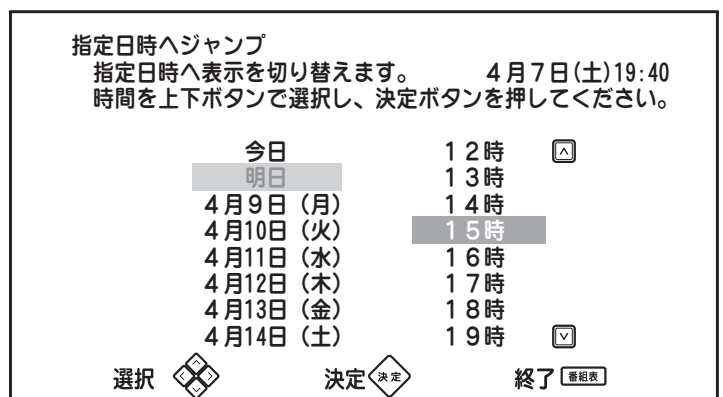 指定日時へジャンプ
指定日時へ表示を切り替えます。 4月7日(土)19:40
時間を上下ボタンで選択し、決定ボタンを押してください。
今日 12時
明日 13時
4月9日（月） 14時
4月10日（火） 15時
4月11日（水） 16時
4月12日（木） 17時
4月13日（金） 18時
4月14日（土） 19時
選択 決定 決定 終了 番組表